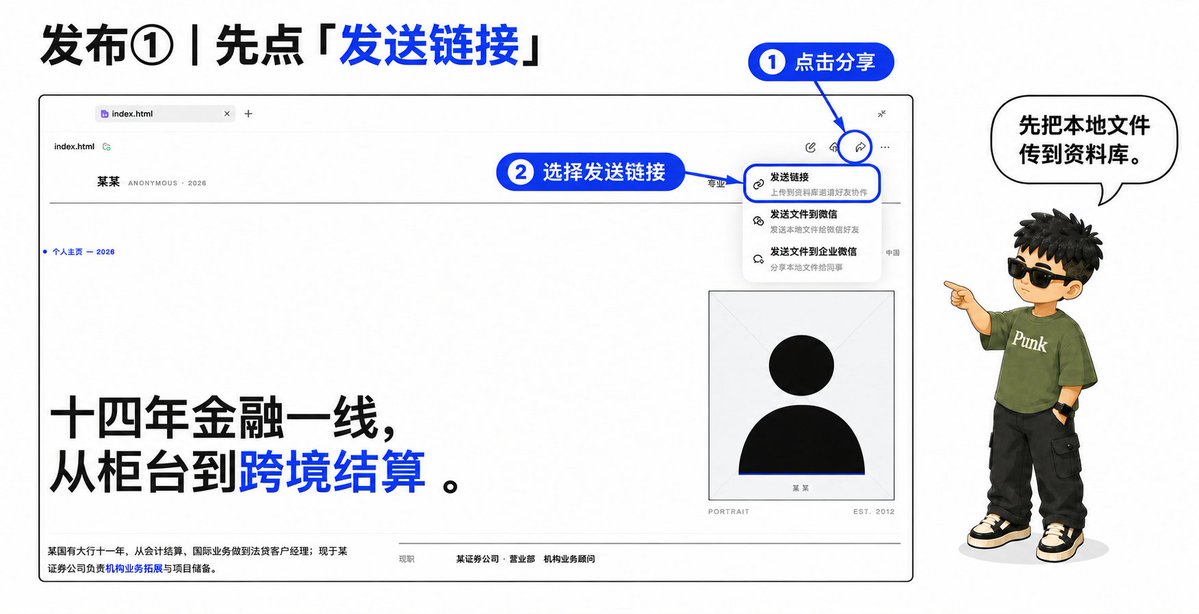 发布①｜先点「发送链接」
1 点击分享
index.html
index.html
2 选择发送链接
某某 ANONYMOUS · 2026
发送链接
上传到资料库邀请好友协作
发送文件到微信
发送本地文件给微信好友
发送文件到企业微信
分享本地文件给同事
个人主页 — 2026
中国
先把本地文件
传到资料库。
Punk
十四年金融一线，
从柜台到跨境结算 。
某某
PORTRAIT
EST. 2012
某国有大行十一年，从会计结算、国际业务做到法贷客户经理；现于某
证券公司负责机构业务拓展与项目储备。
现职
某证券公司 · 营业部 机构业务顾问